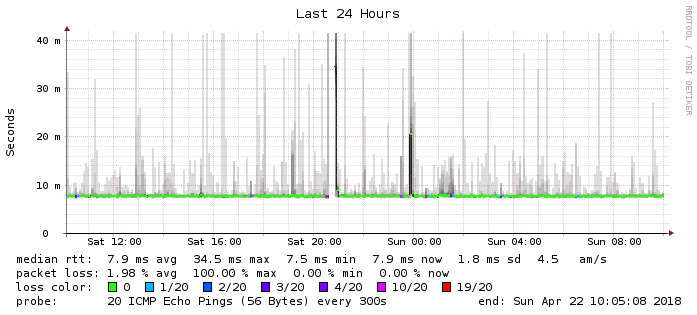 Last 24 Hours
RRDTOOL / TOBI OETIKER
Seconds
40 m
30 m
20 m
10 m
0
Sat 12:00 Sat 16:00 Sat 20:00 Sun 00:00 Sun 04:00 Sun 08:00
median rtt: 7.9 ms avg 34.5 ms max 7.5 ms min 7.9 ms now 1.8 ms sd 4.5 am/s
packet loss: 1.98 % avg 100.00 % max 0.00 % min 0.00 % now
loss color: 0 1/20 2/20 3/20 4/20 10/20 19/20
probe: 20 ICMP Echo Pings (56 Bytes) every 300s end: Sun Apr 22 10:05:08 2018